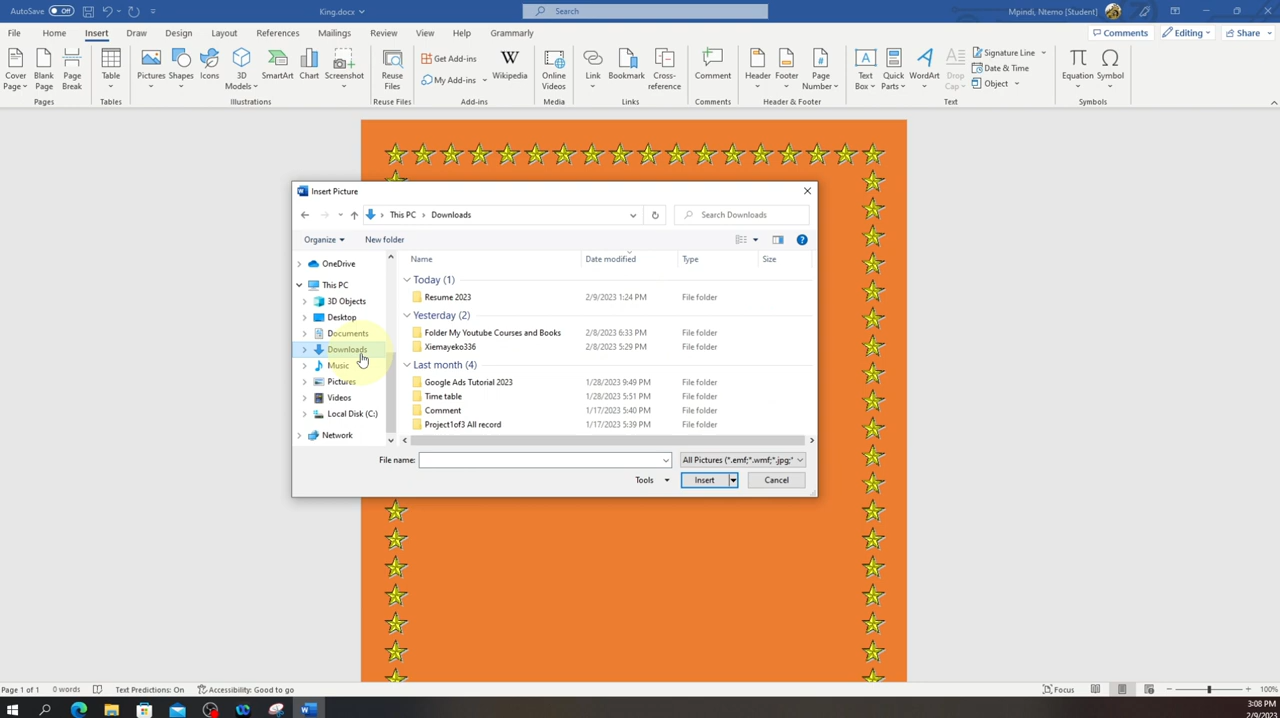 AutoSave Off King.docx Search Mpindi, Ntemo [Student]
File Home Insert Draw Design Layout References Mailings Review View Help Grammarly Comments Editing Share
Cover Page Blank Page Page Break Table Pictures Shapes Icons 3D Models SmartArt Chart Screenshot Reuse Files Get Add-ins My Add-ins Wikipedia Online Videos Link Bookmark Cross-reference Comment Header Footer Page Number Text Box Quick Parts WordArt Drop Cap Signature Line Date & Time Object Equation Symbol
Pages Tables Illustrations Reuse Files Add-ins Media Links Comments Header & Footer Text Symbols
Insert Picture
This PC Downloads Search Downloads
Organize New folder
OneDrive
This PC
3D Objects
Desktop
Documents
Downloads
Music
Pictures
Videos
Local Disk (C:)
Network
Name Date modified Type Size
Today (1)
Resume 2023 2/9/2023 1:24 PM File folder
Yesterday (2)
Folder My Youtube Courses and Books 2/8/2023 6:33 PM File folder
Xiemayeko336 2/8/2023 5:29 PM File folder
Last month (4)
Google Ads Tutorial 2023 1/28/2023 9:49 PM File folder
Time table 1/28/2023 5:51 PM File folder
Comment 1/17/2023 5:40 PM File folder
Project1of3 All record 1/17/2023 5:39 PM File folder
File name: All Pictures (*.emf;*.wmf;*.jpg;*
Tools Insert Cancel
Page 1 of 1 0 words Text Predictions: On Accessibility: Good to go Focus 100%
3:08 PM
2/9/2023